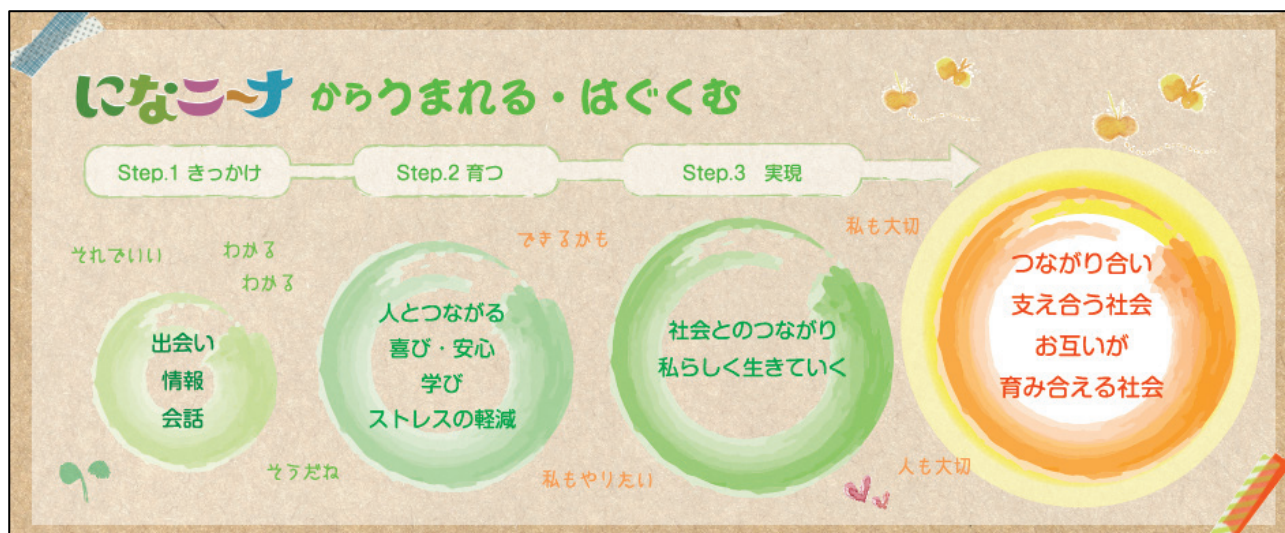 になニ〜ナからうまれる・はぐくむ
Step.1 きっかけ
Step.2 育つ
Step.3 実現
それでいい
わかる
わかる
出会い
情報
会話
そうだね
人とつながる
喜び・安心
学び
ストレスの軽減
できるかも
私もやりたい
社会とのつながり
私らしく生きていく
私も大切
人も大切
つながり合い
支え合う社会
お互いが
育み合える社会